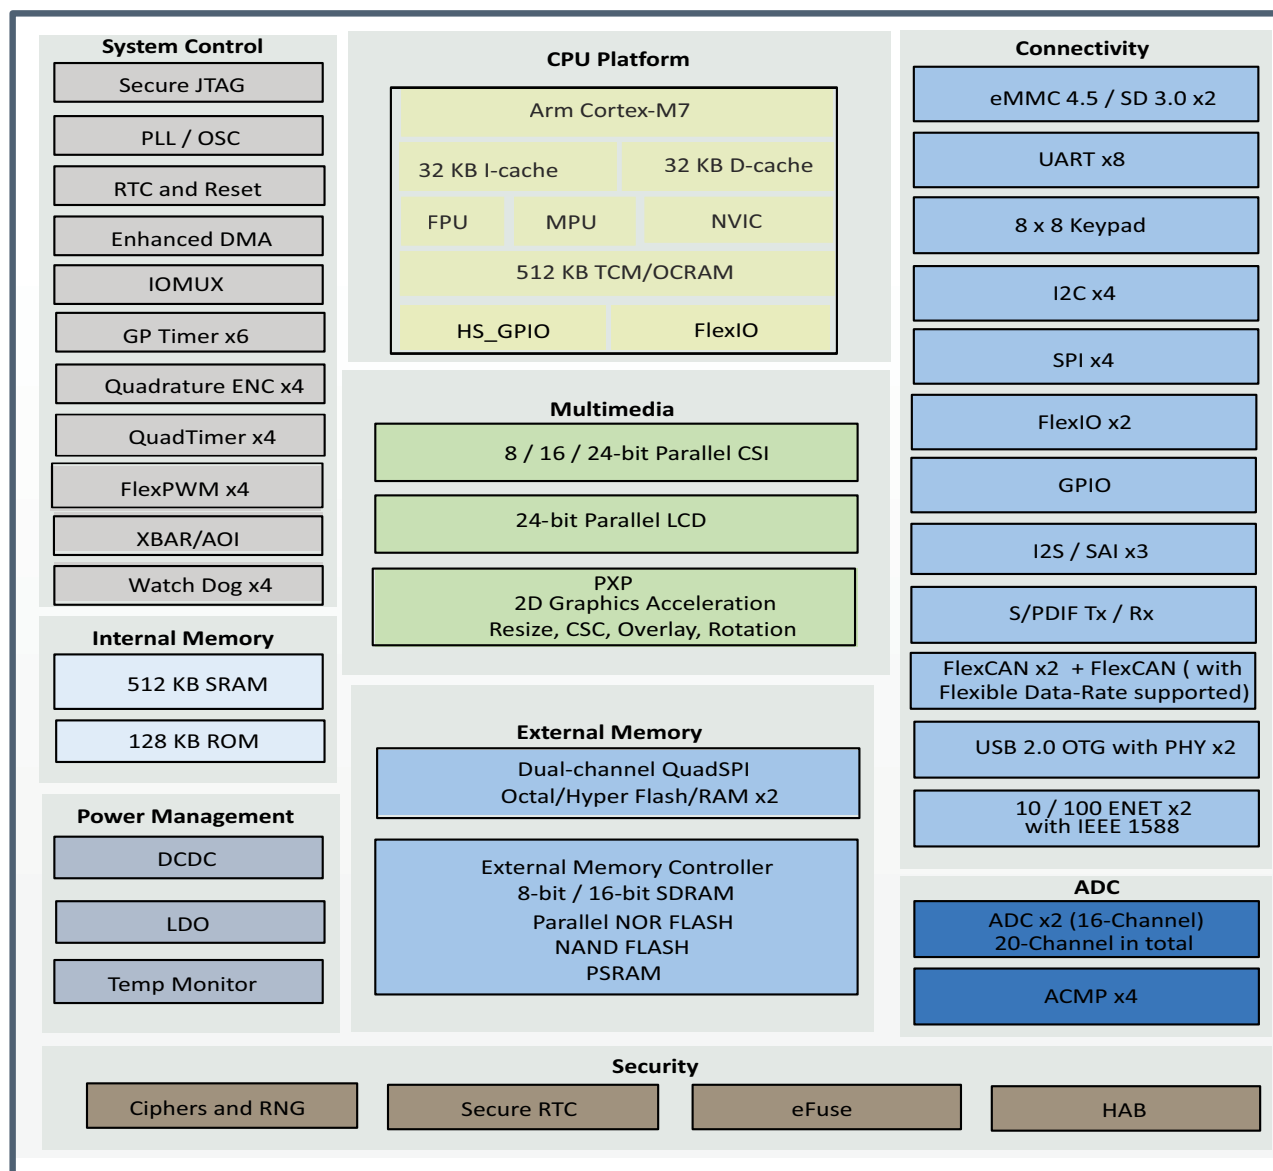 System Control
Secure JTAG
PLL / OSC
RTC and Reset
Enhanced DMA
IOMUX
GP Timer x6
Quadrature ENC x4
QuadTimer x4
FlexPWM x4
XBAR/AOI
Watch Dog x4
Internal Memory
512 KB SRAM
128 KB ROM
Power Management
DCDC
LDO
Temp Monitor
CPU Platform
Arm Cortex-M7
32 KB I-cache
32 KB D-cache
FPU
MPU
NVIC
512 KB TCM/OCRAM
HS_GPIO
FlexIO
Multimedia
8 / 16 / 24-bit Parallel CSI
24-bit Parallel LCD
PXP
2D Graphics Acceleration
Resize, CSC, Overlay, Rotation
External Memory
Dual-channel QuadSPI
Octal/Hyper Flash/RAM x2
External Memory Controller
8-bit / 16-bit SDRAM
Parallel NOR FLASH
NAND FLASH
PSRAM
Connectivity
eMMC 4.5 / SD 3.0 x2
UART x8
8 x 8 Keypad
I2C x4
SPI x4
FlexIO x2
GPIO
I2S / SAI x3
S/PDIF Tx / Rx
FlexCAN x2 + FlexCAN ( with
Flexible Data-Rate supported)
USB 2.0 OTG with PHY x2
10 / 100 ENET x2
with IEEE 1588
ADC
ADC x2 (16-Channel)
20-Channel in total
ACMP x4
Security
Ciphers and RNG
Secure RTC
eFuse
HAB